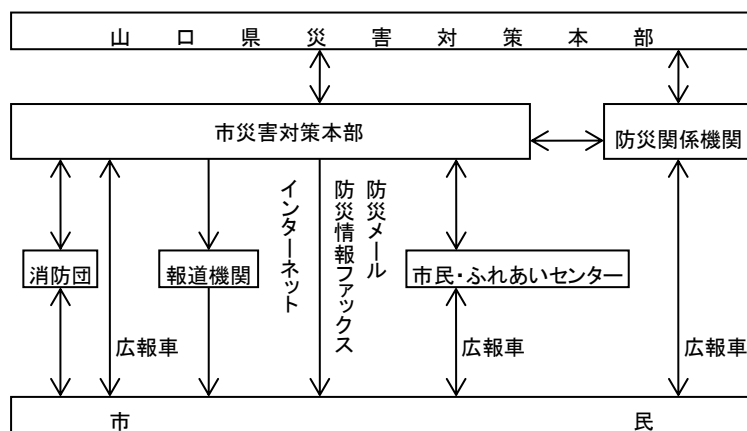 山口県災害対策本部
市災害対策本部
防災関係機関
インターネット
防災情報ファックス
防災メール
消防団
報道機関
市民・ふれあいセンター
広報車
広報車
広報車
市民